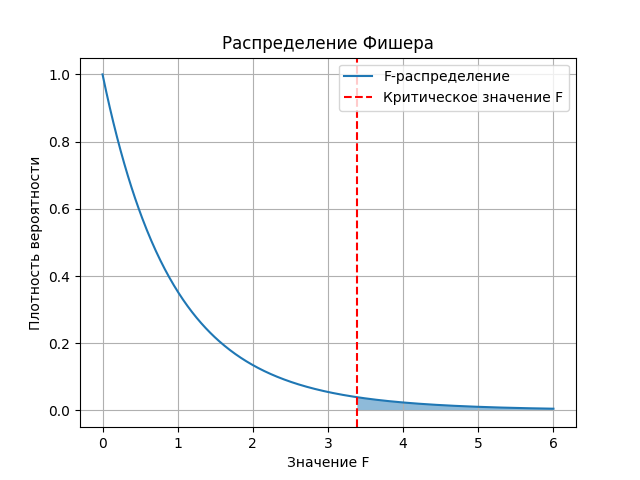 Распределение Фишера
F-распределение
Критическое значение F
Плотность вероятности
1.0
0.8
0.6
0.4
0.2
0.0
0 1 2 3 4 5 6
Значение F